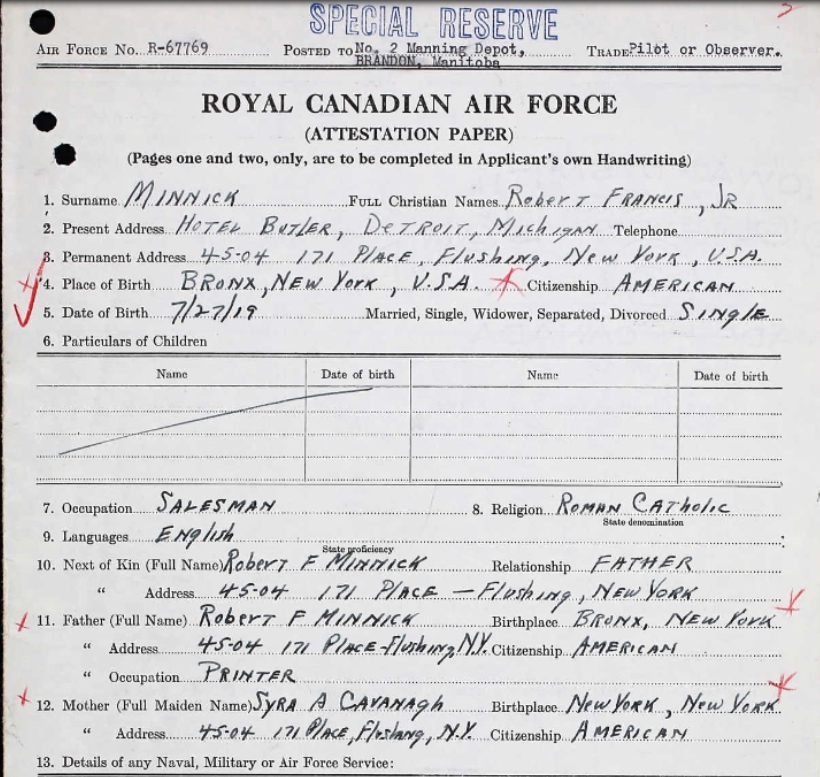 SPECIAL RESERVE
AIR FORCE NO. R-67769 POSTED TO No. 2 Manning Depot, TRADE Pilot or Observer.
BRANDON, Manitoba
ROYAL CANADIAN AIR FORCE
(ATTESTATION PAPER)
(Pages one and two, only, are to be completed in Applicant's own Handwriting)
1. Surname MINNICK FULL CHRISTIAN NAMES Robert Francis, Jr
2. Present Address HOTEL BUTLER, DETROIT, Michigan Telephone
3. Permanent Address 45-04 171 PLACE, Flushing, New York, U.S.A.
4. Place of Birth BRONX, New York, U.S.A. Citizenship AMERICAN
5. Date of Birth 7/27/19 Married, Single, Widower, Separated, Divorced SINGLE
6. Particulars of Children
Name Date of birth Name Date of birth
7. Occupation SALESMAN 8. Religion ROMAN CATHOLIC
State denomination
9. Languages English
State proficiency
10. Next of Kin (Full Name) Robert F MINNICK Relationship FATHER
" Address 45-04 171 PLACE — Flushing, NEW YORK
11. Father (Full Name) Robert F MINNICK Birthplace BRONX, NEW YORK
" Address 45-04 171 PLACE-Flushing, N.Y. Citizenship AMERICAN
" Occupation PRINTER
12. Mother (Full Maiden Name) SYRA A CAVANAGH Birthplace New York, New York
" Address 45-04 171 PLACE, Flushing, N.Y. Citizenship AMERICAN
13. Details of any Naval, Military or Air Force Service: